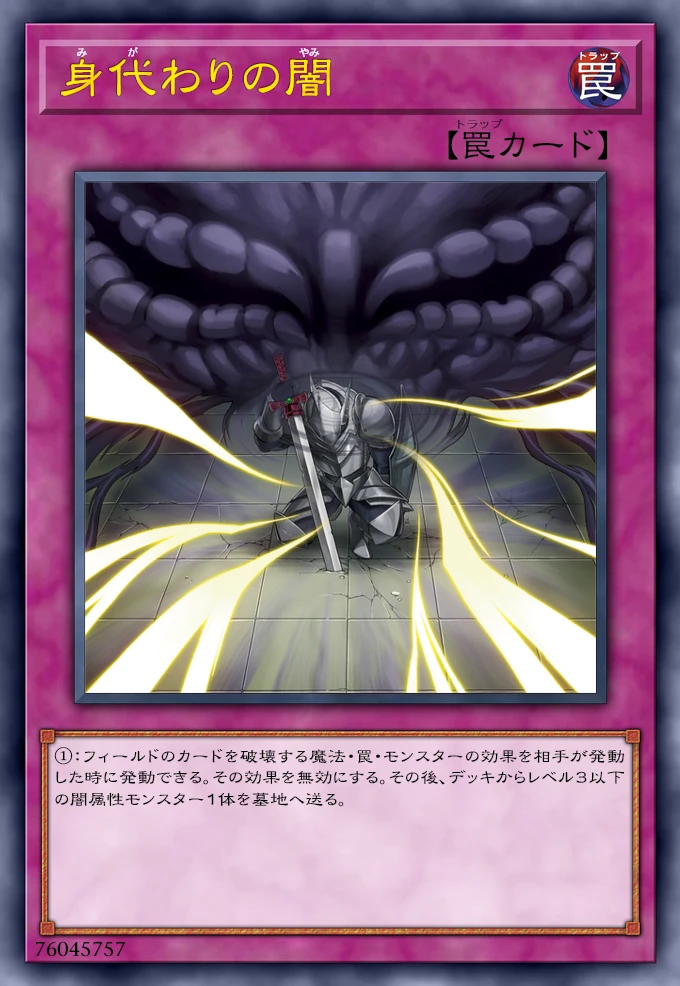 身代わりの闇
みがやみ
トラップ
罠
トラップ
【罠カード】
①:フィールドのカードを破壊する魔法・罠・モンスターの効果を相手が発動
した時に発動できる。その効果を無効にする。その後、デッキからレベル3以下
の闇属性モンスター1体を墓地へ送る。
76045757